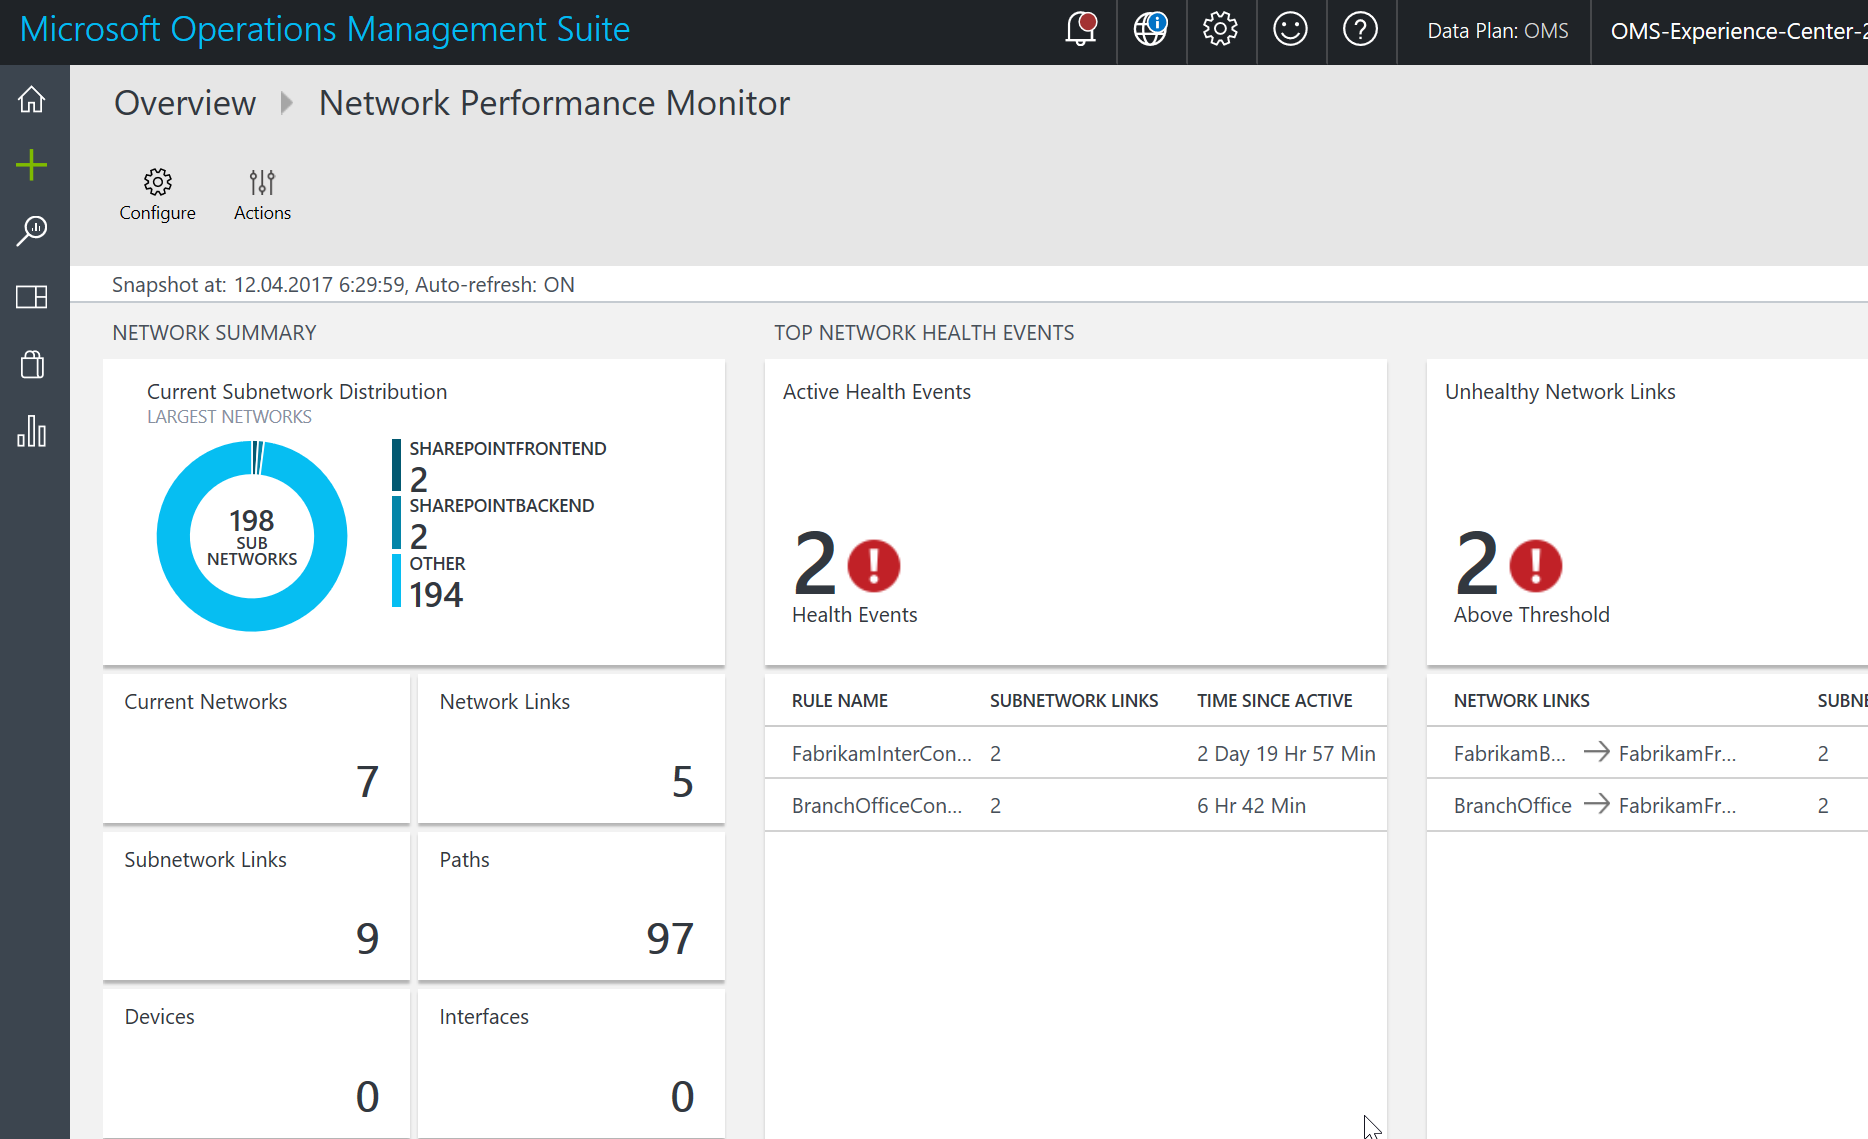 Microsoft Operations Management Suite
Data Plan: OMS
OMS-Experience-Center-2
Overview Network Performance Monitor
Configure Actions
Snapshot at: 12.04.2017 6:29:59, Auto-refresh: ON
NETWORK SUMMARY
Current Subnetwork Distribution
LARGEST NETWORKS
198
SUB
NETWORKS
SHAREPOINTFRONTEND
2
SHAREPOINTBACKEND
2
OTHER
194
Current Networks
7
Network Links
5
Subnetwork Links
9
Paths
97
Devices
0
Interfaces
0
TOP NETWORK HEALTH EVENTS
Active Health Events
2
Health Events
RULE NAME SUBNETWORK LINKS TIME SINCE ACTIVE
FabrikamInterCon... 2 2 Day 19 Hr 57 Min
BranchOfficeCon... 2 6 Hr 42 Min
Unhealthy Network Links
2
Above Threshold
NETWORK LINKS SUBNE
FabrikamB... → FabrikamFr... 2
BranchOffice → FabrikamFr... 2